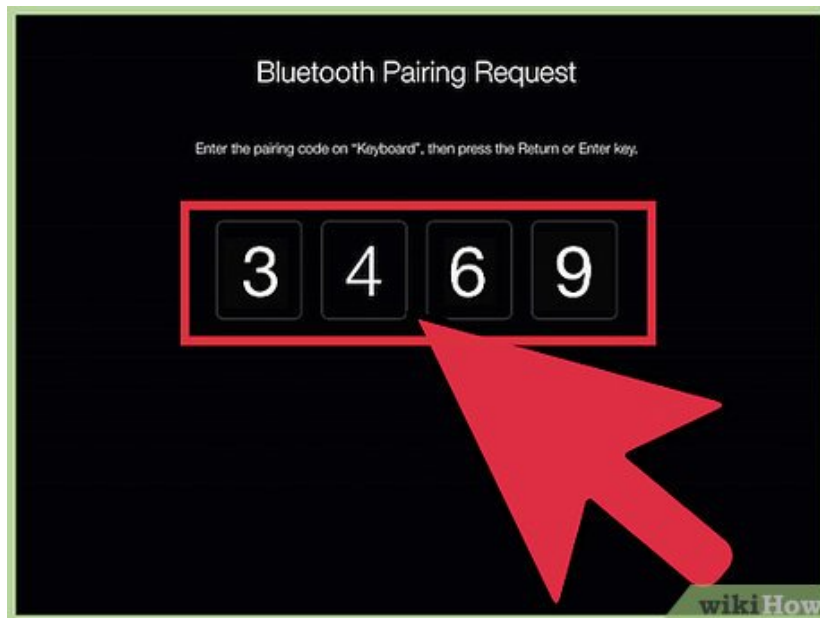 Bluetooth Pairing Request
Enter the pairing code on "Keyboard", then press the Return or Enter key.
3 4 6 9
wikiHow